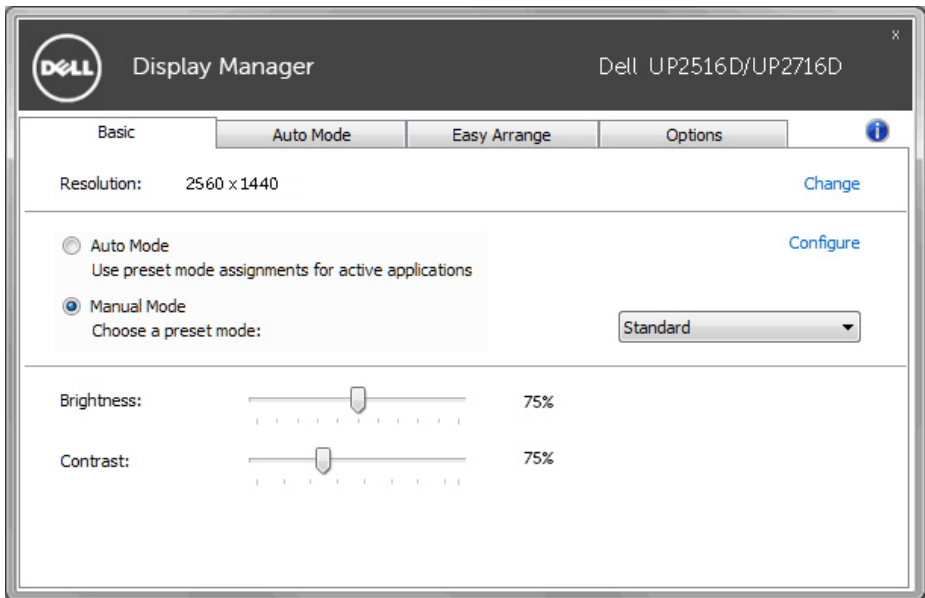 DELL
Display Manager
Dell UP2516D/UP2716D
x
Basic
Auto Mode
Easy Arrange
Options
i
Resolution: 2560 x 1440
Change
Auto Mode
Configure
Use preset mode assignments for active applications
Manual Mode
Choose a preset mode:
Standard
Brightness: 75%
Contrast: 75%